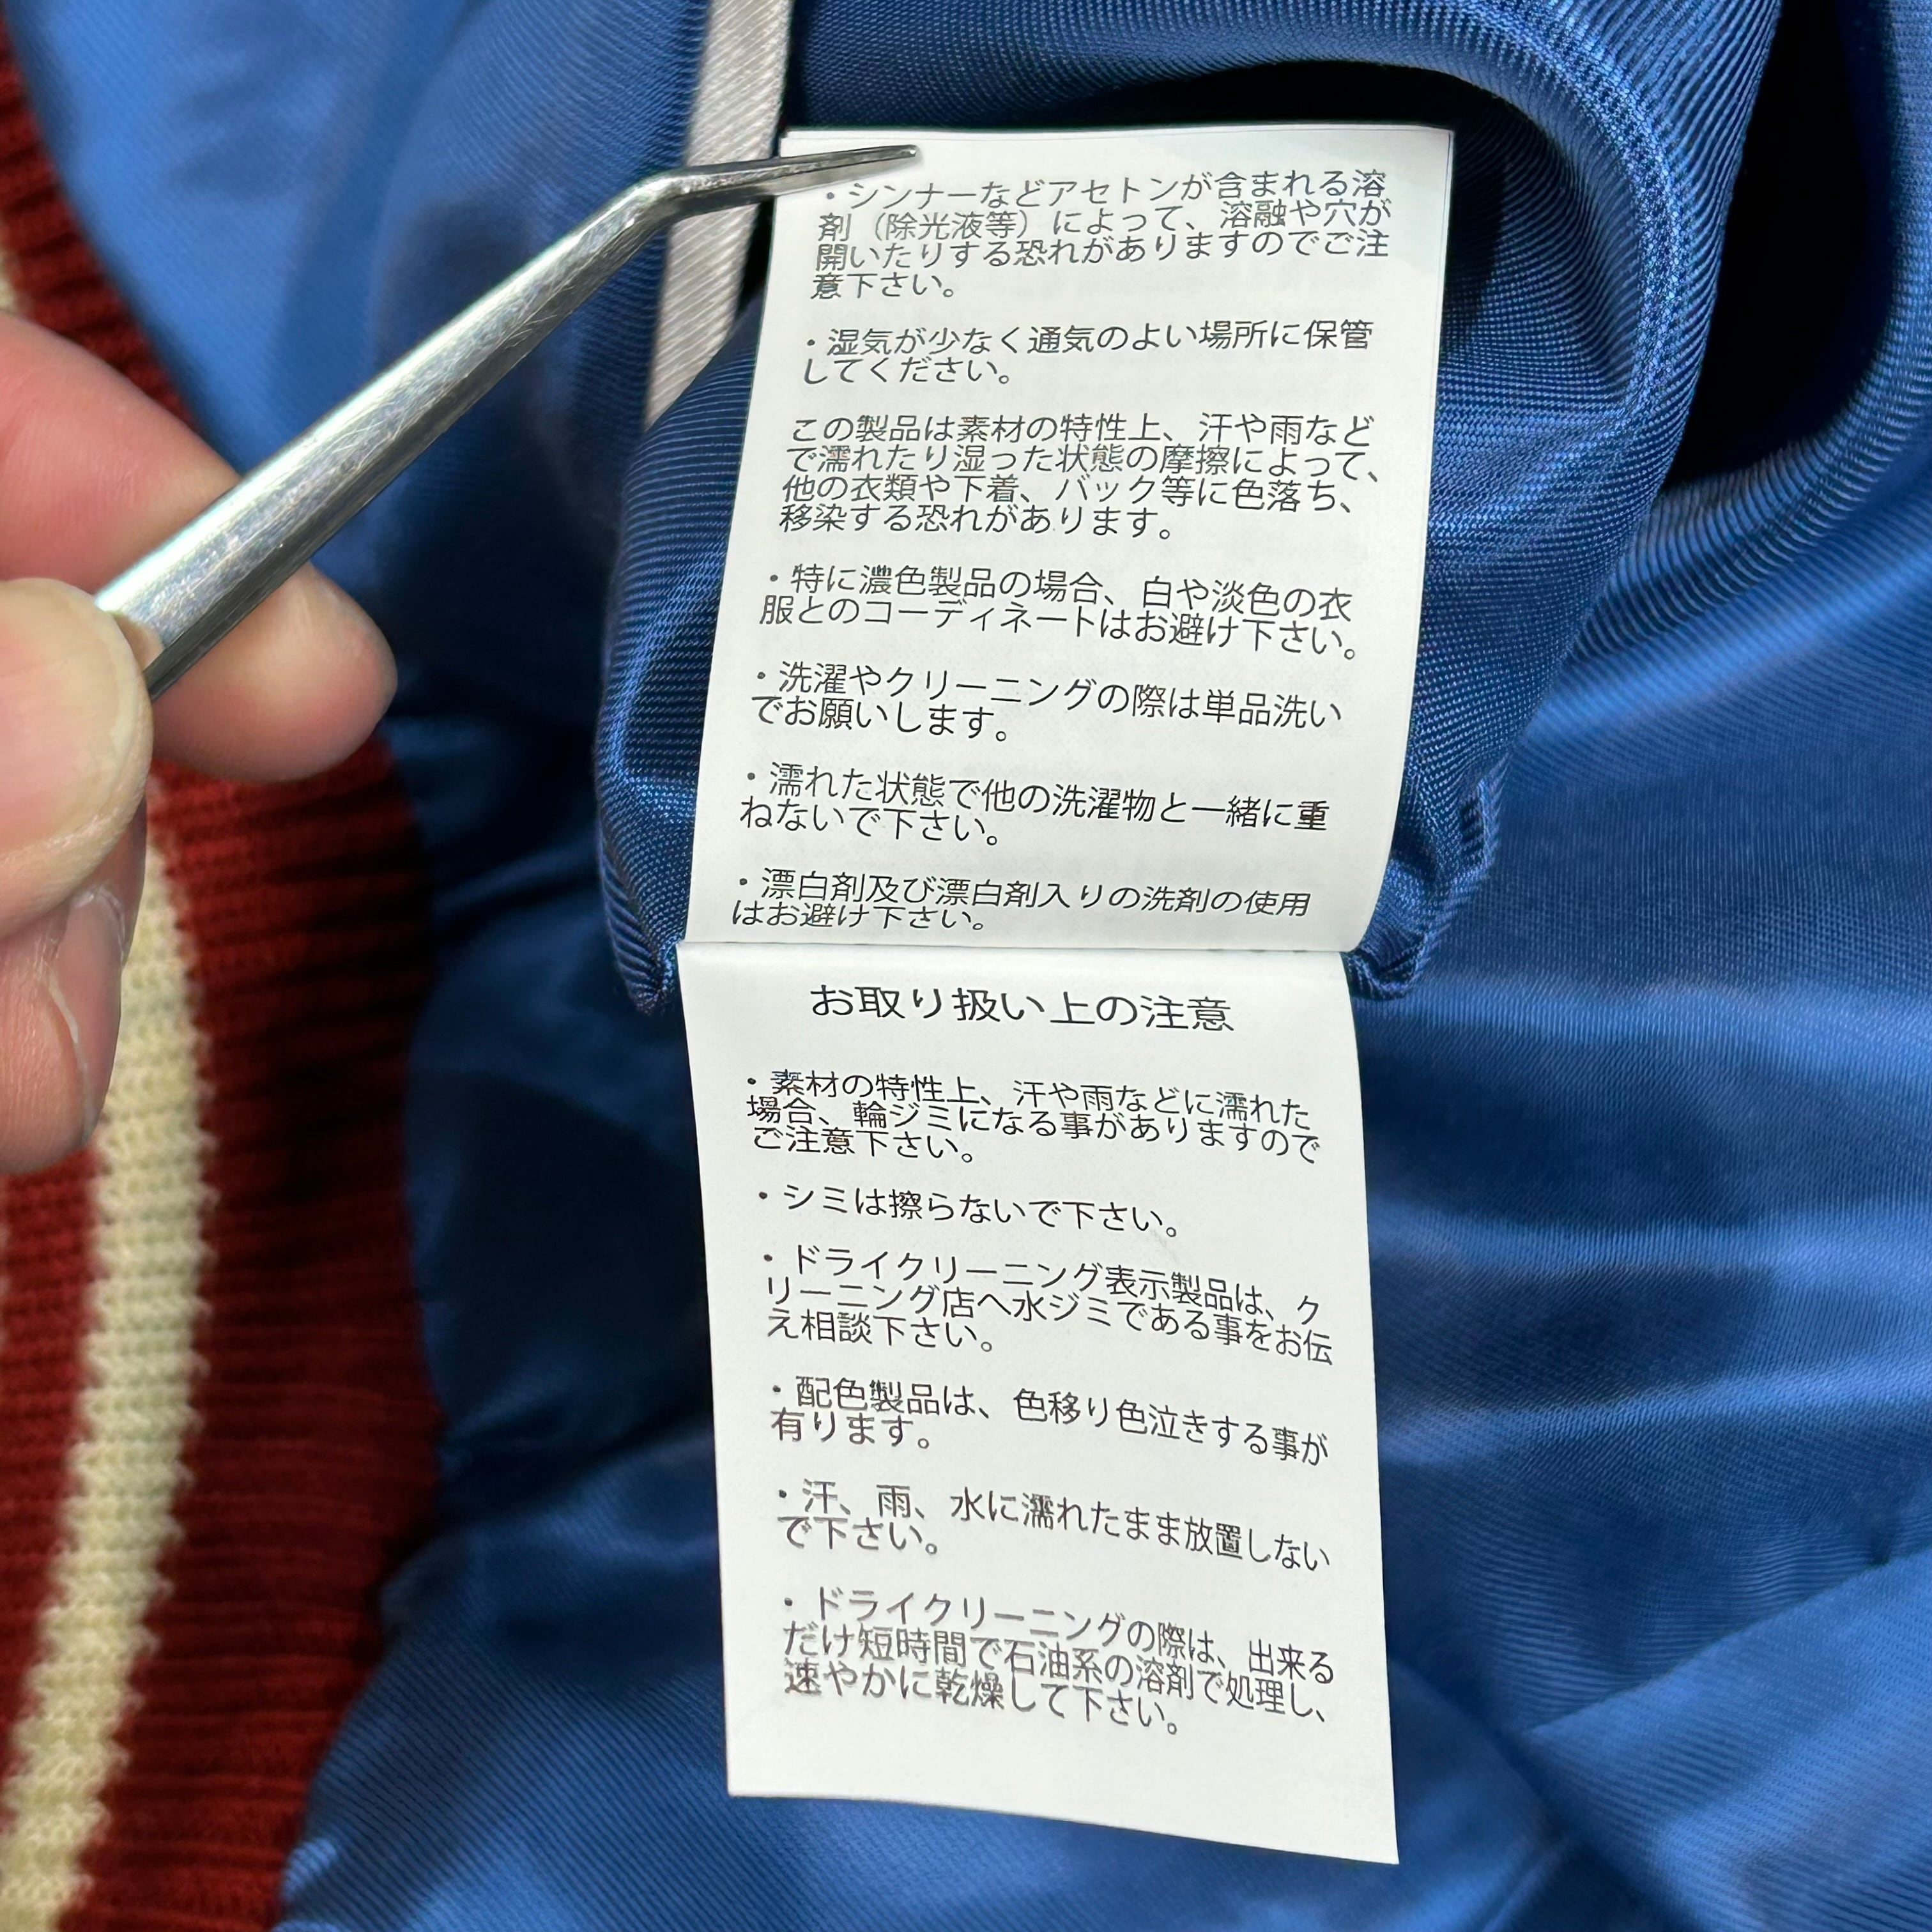 ・シンナーなどアセトンが含まれる溶
剤（除光液等）によって、溶融や穴が
開いたりする恐れがありますのでご注
意下さい。
・湿気が少なく通気のよい場所に保管
してください。
この製品は素材の特性上、汗や雨など
で濡れたり湿った状態の摩擦によって、
他の衣類や下着、バック等に色落ち、
移染する恐れがあります。
・特に濃色製品の場合、白や淡色の衣
服とのコーディネートはお避け下さい。
・洗濯やクリーニングの際は単品洗い
でお願いします。
・濡れた状態で他の洗濯物と一緒に重
ねないで下さい。
・漂白剤及び漂白剤入りの洗剤の使用
はお避け下さい。
お取り扱い上の注意
・素材の特性上、汗や雨などに濡れた
場合、輪ジミになる事がありますので
ご注意下さい。
・シミは擦らないで下さい。
・ドライクリーニング表示製品は、ク
リーニング店へ水ジミである事をお伝
え相談下さい。
・配色製品は、色移り色泣きする事が
有ります。
・汗、雨、水に濡れたまま放置しない
で下さい。
・ドライクリーニングの際は、出来る
だけ短時間で石油系の溶剤で処理し、
速やかに乾燥して下さい。